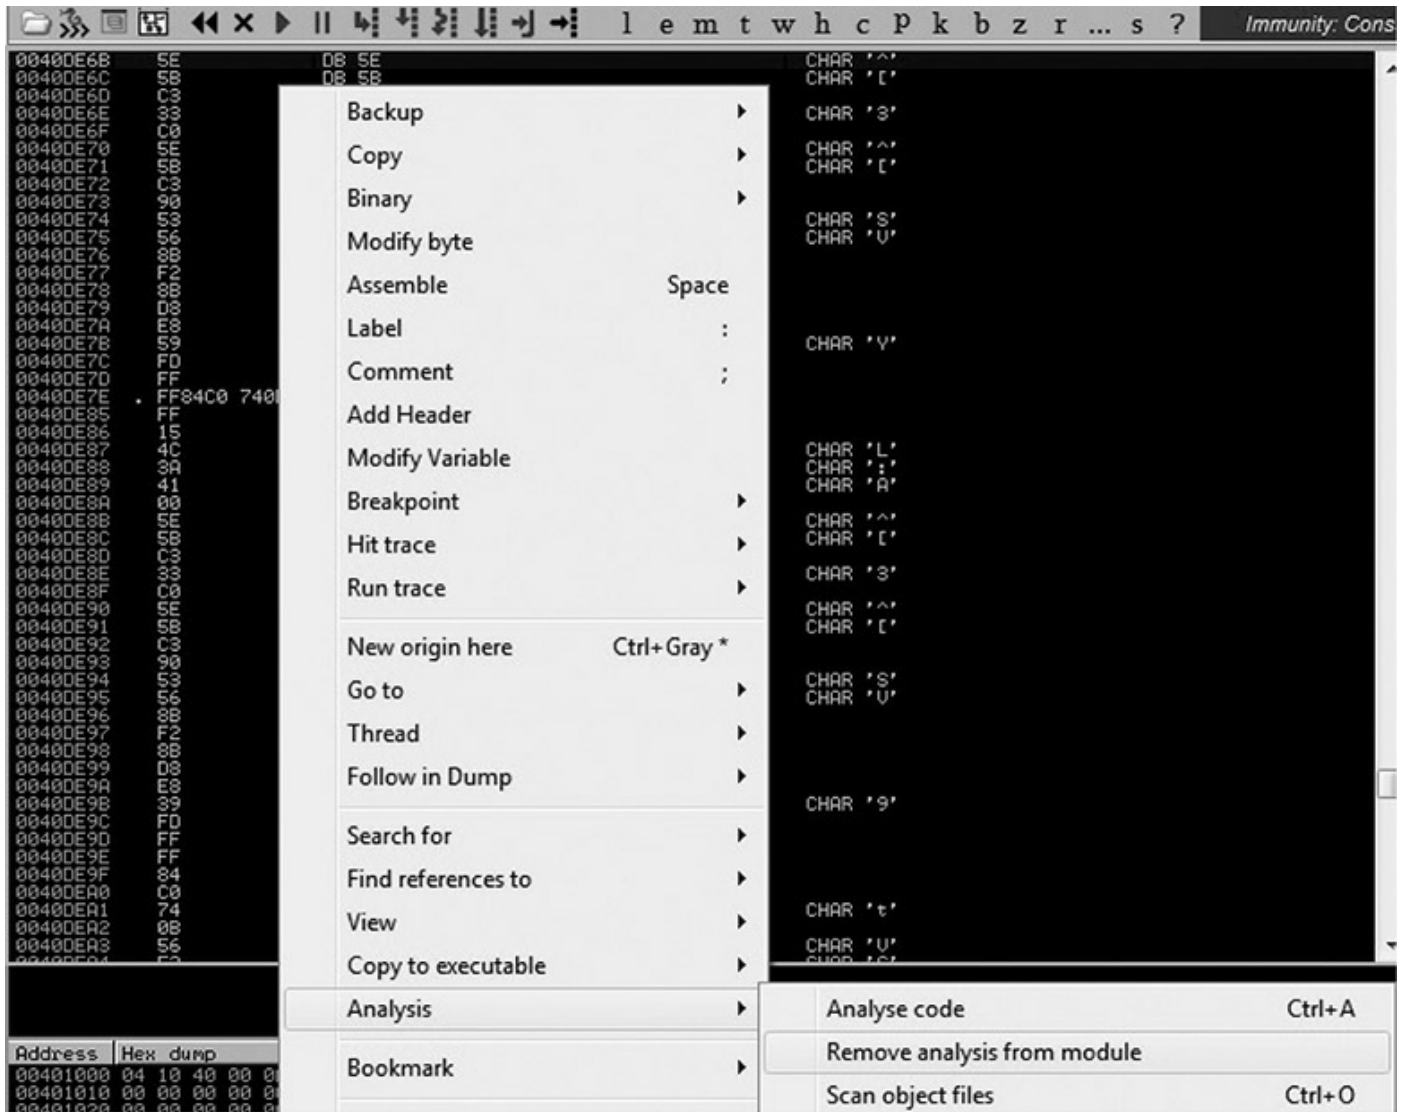 l e m t w h c P k b z r ... s ? Immunity: Cons
0040DE6B 5E DB 5E CHAR '^'
0040DE6C 5B DB 5B CHAR '['
0040DE6D C3
0040DE6E 33 CHAR '3'
0040DE6F C0
0040DE70 5E CHAR '^'
0040DE71 5B CHAR '['
0040DE72 C3
0040DE73 90
0040DE74 53 CHAR 'S'
0040DE75 56 CHAR 'V'
0040DE76 8B
0040DE77 F2
0040DE78 8B
0040DE79 D8
0040DE7A E8
0040DE7B 59 CHAR 'Y'
0040DE7C FD
0040DE7D FF
0040DE7E . FF84C0 740
0040DE85 FF
0040DE86 15
0040DE87 4C CHAR 'L'
0040DE88 3A CHAR ':'
0040DE89 41 CHAR 'A'
0040DE8A 00
0040DE8B 5E CHAR '^'
0040DE8C 5B CHAR '['
0040DE8D C3
0040DE8E 33 CHAR '3'
0040DE8F C0
0040DE90 5E CHAR '^'
0040DE91 5B CHAR '['
0040DE92 C3
0040DE93 90
0040DE94 53 CHAR 'S'
0040DE95 56 CHAR 'V'
0040DE96 8B
0040DE97 F2
0040DE98 8B
0040DE99 D8
0040DE9A E8
0040DE9B 39 CHAR '9'
0040DE9C FD
0040DE9D FF
0040DE9E FF
0040DE9F 84
0040DEA0 C0
0040DEA1 74 CHAR 't'
0040DEA2 0B
0040DEA3 56 CHAR 'V'
Backup
Copy
Binary
Modify byte
Assemble Space
Label :
Comment ;
Add Header
Modify Variable
Breakpoint
Hit trace
Run trace
New origin here Ctrl+Gray *
Go to
Thread
Follow in Dump
Search for
Find references to
View
Copy to executable
Analysis
Bookmark
Analyse code Ctrl+A
Remove analysis from module
Scan object files Ctrl+O
Address Hex dump
00401000 04 10 40 00
00401010 00 00 00 00
00401020 00 00 00 00